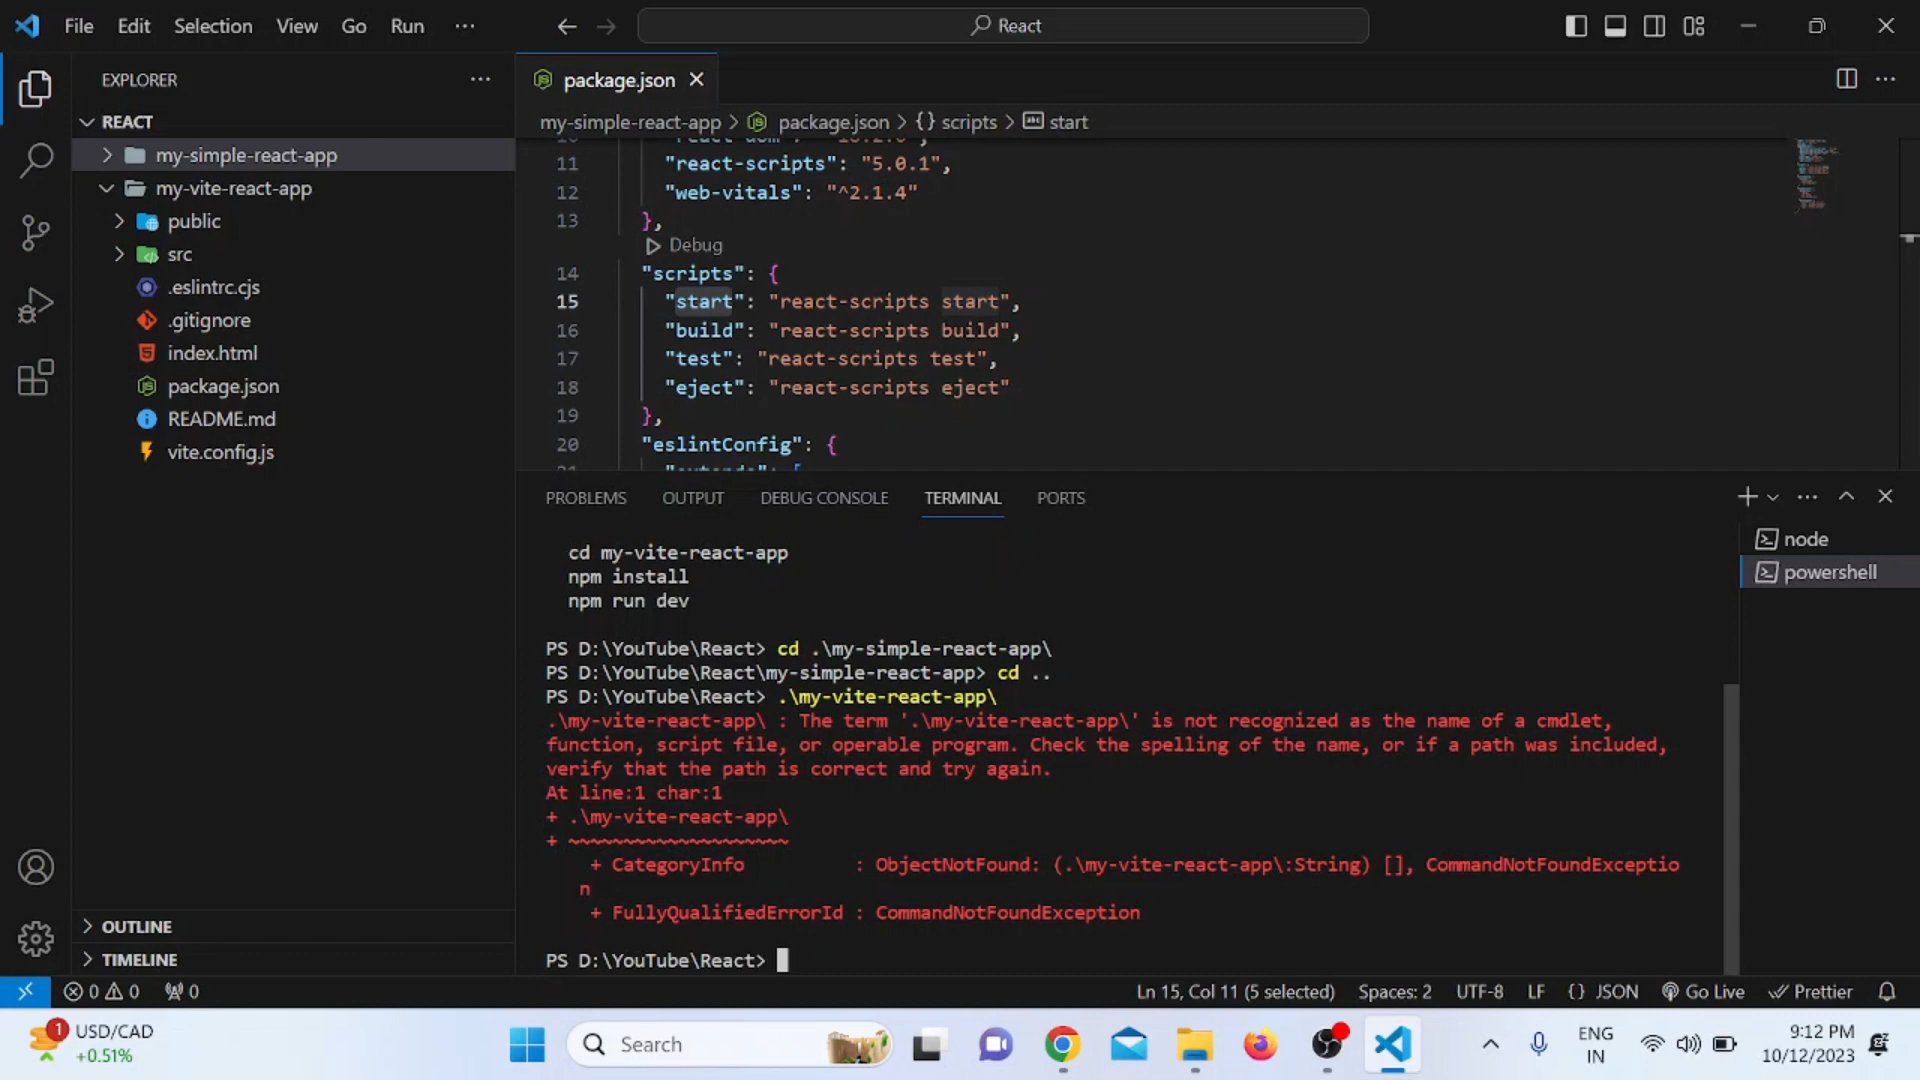 File Edit Selection View Go Run ···
React
EXPLORER
REACT
my-simple-react-app
my-vite-react-app
public
src
.eslintrc.cjs
.gitignore
index.html
package.json
README.md
vite.config.js
OUTLINE
TIMELINE
package.json
my-simple-react-app > package.json > {} scripts > start
11 "react-scripts": "5.0.1",
12 "web-vitals": "^2.1.4"
13 },
Debug
14 "scripts": {
15 "start": "react-scripts start",
16 "build": "react-scripts build",
17 "test": "react-scripts test",
18 "eject": "react-scripts eject"
19 },
20 "eslintConfig": {
PROBLEMS OUTPUT DEBUG CONSOLE TERMINAL PORTS
node
powershell
cd my-vite-react-app
npm install
npm run dev
PS D:\YouTube\React> cd .\my-simple-react-app\
PS D:\YouTube\React\my-simple-react-app> cd ..
PS D:\YouTube\React> .\my-vite-react-app\
.\my-vite-react-app\ : The term '.\my-vite-react-app\' is not recognized as the name of a cmdlet,
function, script file, or operable program. Check the spelling of the name, or if a path was included,
verify that the path is correct and try again.
At line:1 char:1
+ .\my-vite-react-app\
+ ~~~~~~~~~~~~~~~~~~~~
+ CategoryInfo : ObjectNotFound: (.\my-vite-react-app\:String) [], CommandNotFoundExceptio
n
+ FullyQualifiedErrorId : CommandNotFoundException
PS D:\YouTube\React>
0 0 0
Ln 15, Col 11 (5 selected) Spaces: 2 UTF-8 LF {} JSON Go Live Prettier
1
USD/CAD
+0.51%
Search
ENG
IN
9:12 PM
10/12/2023